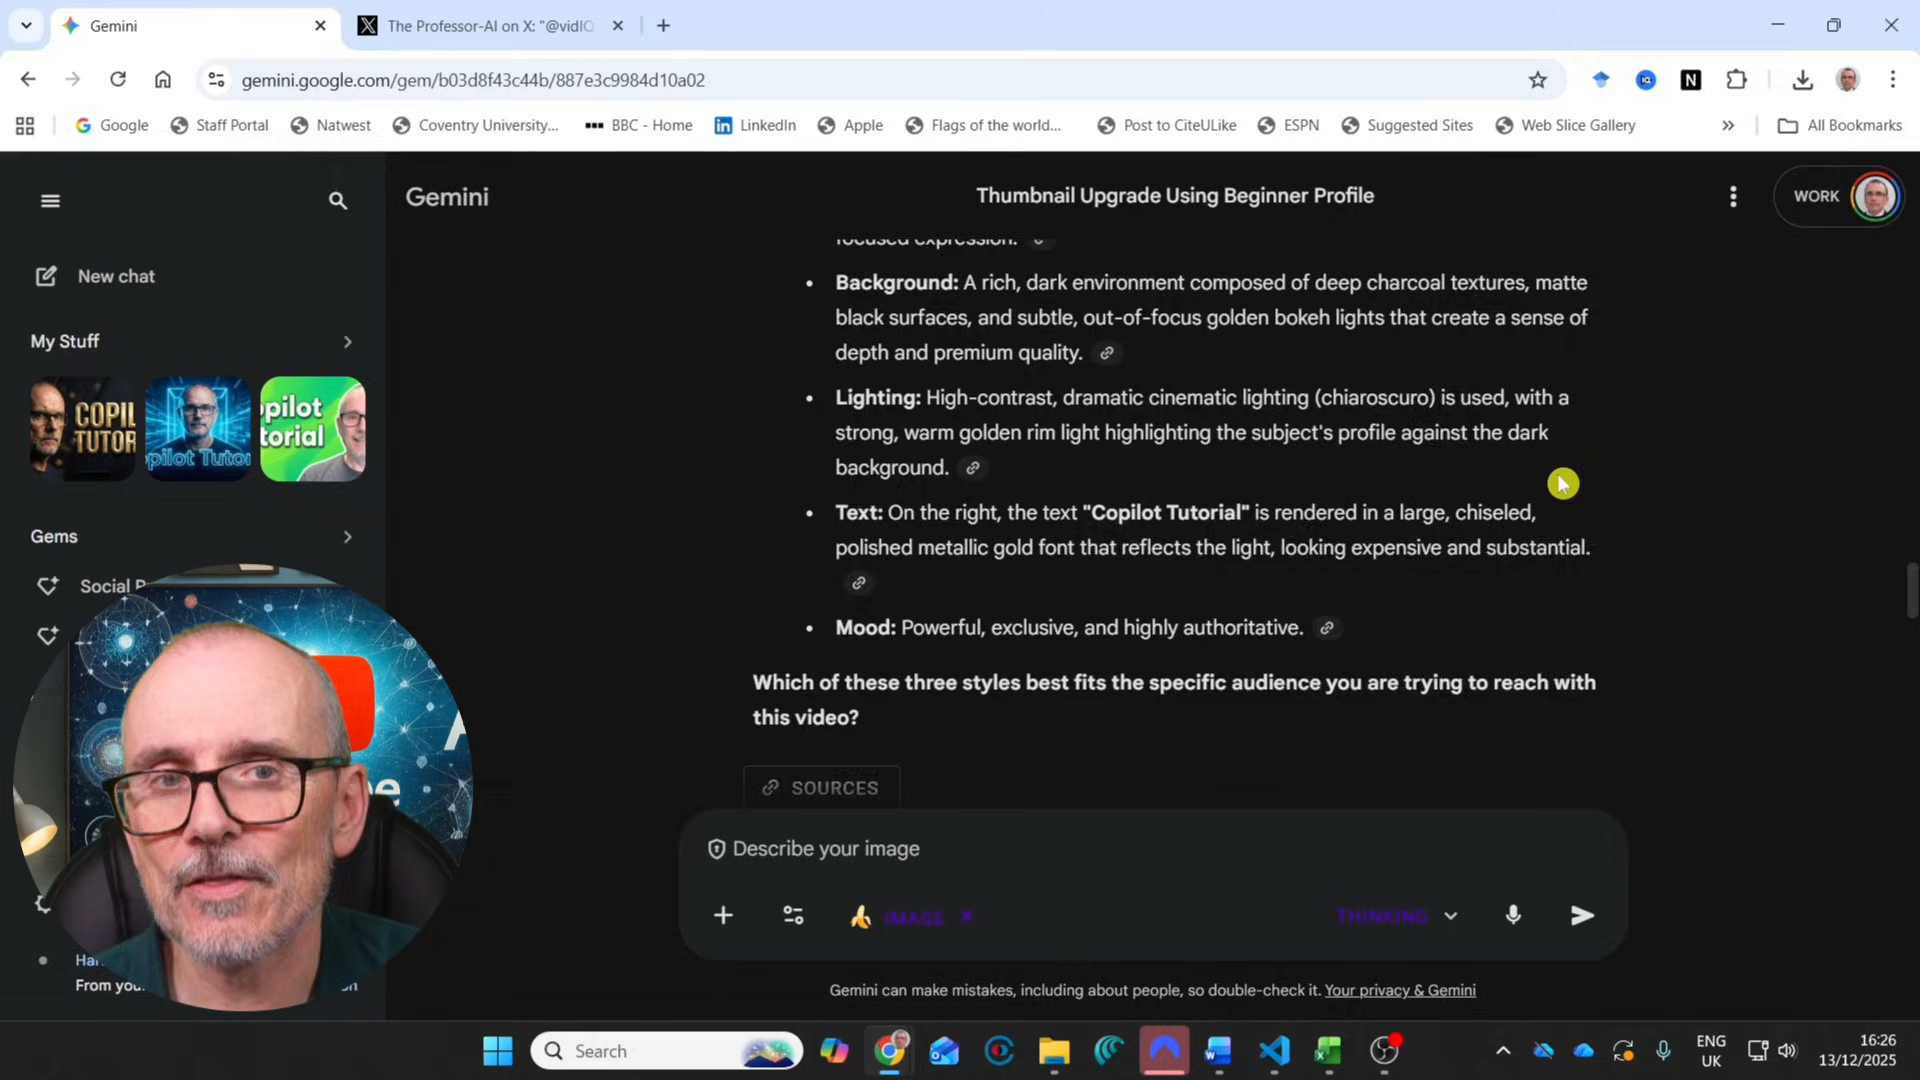 Gemini
The Professor-AI on X: "@vidIQ
gemini.google.com/gem/b03d8f43c44b/887e3c9984d10a02
Google
Staff Portal
Natwest
Coventry University...
BBC - Home
LinkedIn
Apple
Flags of the world...
Post to CiteULike
ESPN
Suggested Sites
Web Slice Gallery
All Bookmarks
Gemini
Thumbnail Upgrade Using Beginner Profile
WORK
New chat
My Stuff
COPIL
TUTOR
opilot Tutor
opilot
torial
Gems
Social P
focused expression.
Background: A rich, dark environment composed of deep charcoal textures, matte
black surfaces, and subtle, out-of-focus golden bokeh lights that create a sense of
depth and premium quality.
Lighting: High-contrast, dramatic cinematic lighting (chiaroscuro) is used, with a
strong, warm golden rim light highlighting the subject's profile against the dark
background.
Text: On the right, the text "Copilot Tutorial" is rendered in a large, chiseled,
polished metallic gold font that reflects the light, looking expensive and substantial.
Mood: Powerful, exclusive, and highly authoritative.
Which of these three styles best fits the specific audience you are trying to reach with
this video?
SOURCES
Describe your image
IMAGE
THINKING
Har
From you
on
Gemini can make mistakes, including about people, so double-check it. Your privacy & Gemini
Search
ENG
UK
16:26
13/12/2025